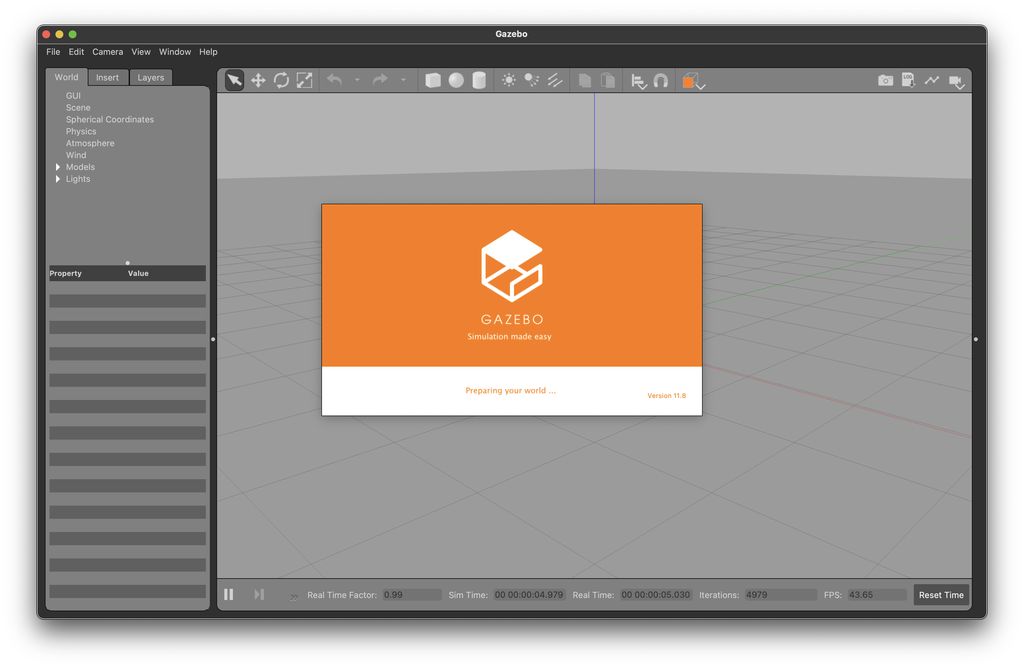 Gazebo
File Edit Camera View Window Help
World Insert Layers
GUI
Scene
Spherical Coordinates
Physics
Atmosphere
Wind
Models
Lights
Property Value
LOG
GAZEBO
Simulation made easy
Preparing your world ...
Version 11.8
Real Time Factor: 0.99 Sim Time: 00 00:00:04.979 Real Time: 00 00:00:05.030 Iterations: 4979 FPS: 43.65 Reset Time